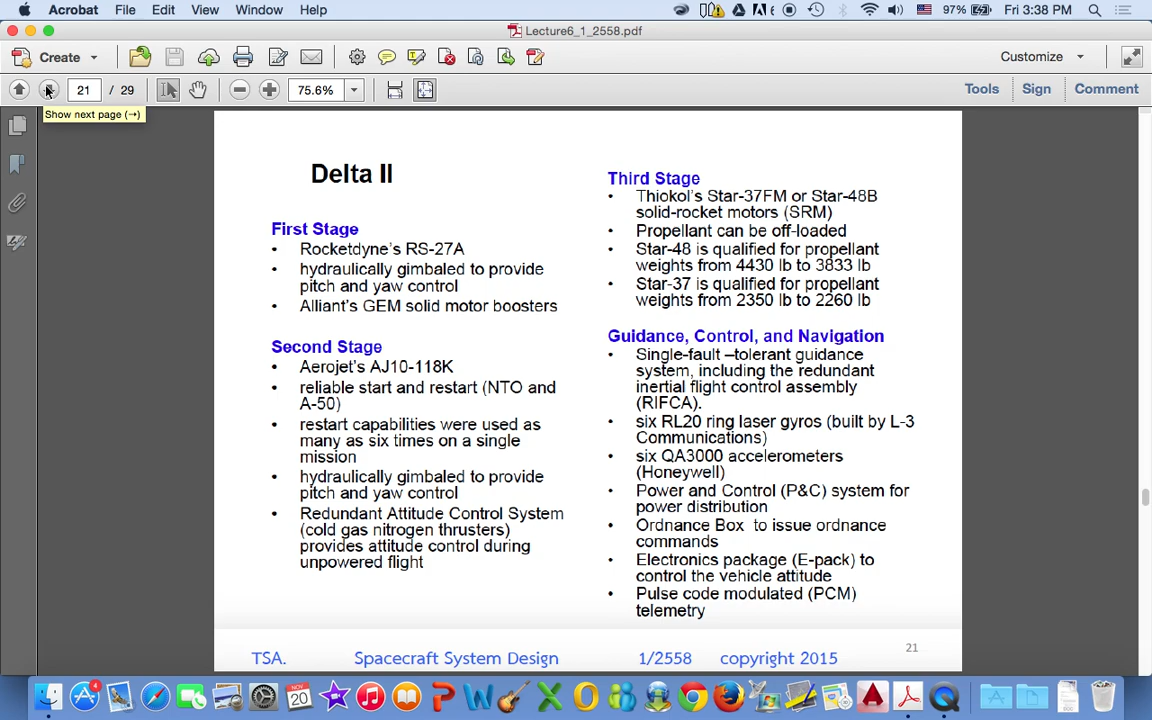 Acrobat File Edit View Window Help 6 97% Fri 3:38 PM
Lecture6_1_2558.pdf
Create Customize
21 / 29 75.6% Tools Sign Comment
Show next page (→)
Delta II
First Stage
• Rocketdyne's RS-27A
• hydraulically gimbaled to provide
pitch and yaw control
• Alliant's GEM solid motor boosters
Second Stage
• Aerojet's AJ10-118K
• reliable start and restart (NTO and
A-50)
• restart capabilities were used as
many as six times on a single
mission
• hydraulically gimbaled to provide
pitch and yaw control
• Redundant Attitude Control System
(cold gas nitrogen thrusters)
provides attitude control during
unpowered flight
Third Stage
• Thiokol's Star-37FM or Star-48B
solid-rocket motors (SRM)
• Propellant can be off-loaded
• Star-48 is qualified for propellant
weights from 4430 lb to 3833 lb
• Star-37 is qualified for propellant
weights from 2350 lb to 2260 lb
Guidance, Control, and Navigation
• Single-fault –tolerant guidance
system, including the redundant
inertial flight control assembly
(RIFCA).
• six RL20 ring laser gyros (built by L-3
Communications)
• six QA3000 accelerometers
(Honeywell)
• Power and Control (P&C) system for
power distribution
• Ordnance Box to issue ordnance
commands
• Electronics package (E-pack) to
control the vehicle attitude
• Pulse code modulated (PCM)
telemetry
21
TSA. Spacecraft System Design 1/2558 copyright 2015
4 NOV 20